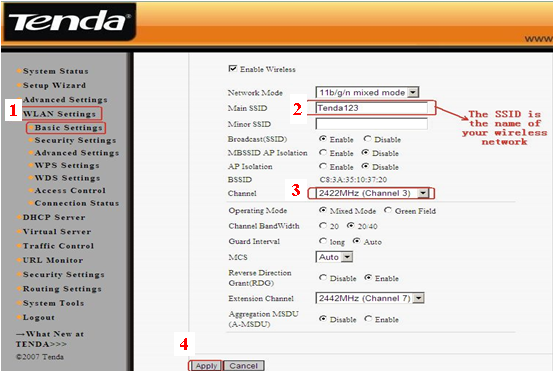 Tenda
www
1
System Status
Setup Wizard
Advanced Settings
WLAN Settings
Basic Settings
Security Settings
Advanced Settings
WPS Settings
WDS Settings
Access Control
Connection Status
DHCP Server
Virtual Server
Traffic Control
URL Monitor
Security Settings
Routing Settings
System Tools
Logout
→What New at
TENDA>>>
©2007 Tenda
Enable Wireless
Network Mode 11b/g/n mixed mode
2
Main SSID Tenda123
Minor SSID
The SSID is
the name of
your wireless
network
Broadcast(SSID) Enable Disable
MBSSID AP Isolation Enable Disable
AP Isolation Enable Disable
BSSID C8:3A:35:10:37:20
3
Channel 2422MHz (Channel 3)
Operating Mode Mixed Mode Green Field
Channel BandWidth 20 20/40
Guard Interval long Auto
MCS Auto
Reverse Direction
Grant(RDG) Disable Enable
Extension Channel 2442MHz (Channel 7)
Aggregation MSDU
(A-MSDU) Disable Enable
4
Apply Cancel